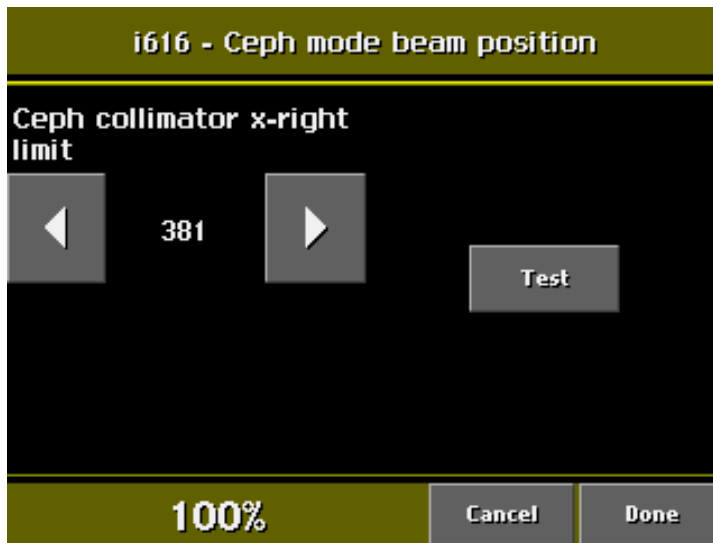 i616 - Ceph mode beam position
Ceph collimator x-right
limit
381
Test
100%
Cancel
Done